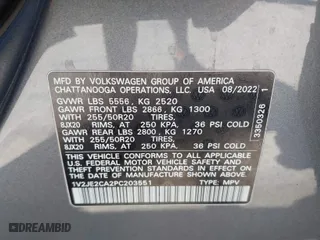 MFD BY VOLKSWAGEN GROUP OF AMERICA
CHATTANOOGA OPERATIONS, LLC. USA 08/2022
GVWR LBS 5556, KG 2520
GAWR FRONT LBS 2866, KG 1300
WITH 255/50R20 TIRES,
8JX20 RIMS, AT 250 KPA, 36 PSI COLD
GAWR REAR LBS 2800, KG 1270
WITH 255/50R20 TIRES,
8JX20 RIMS, AT 250 KPA, 36 PSI COLD
THIS VEHICLE CONFORMS TO ALL APPLICABLE
FEDERAL MOTOR VEHICLE SAFETY AND
THEFT PREVENTION STANDARDS IN EFFECT
ON THE DATE OF MANUFACTURE SHOWN ABOVE.
1V2JE2CA2PC203551 TYPE: MPV
3350326 1